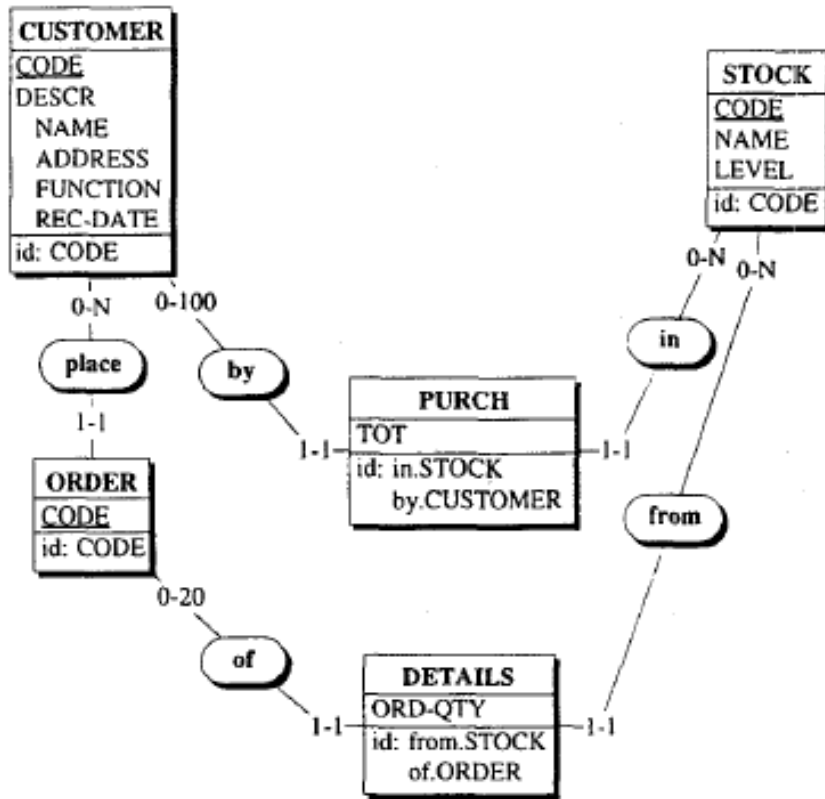 CUSTOMER
CODE
DESCR
NAME
ADDRESS
FUNCTION
REC-DATE
id: CODE
STOCK
CODE
NAME
LEVEL
id: CODE
0-N
0-100
0-N
0-N
place
by
in
1-1
1-1
1-1
PURCH
TOT
id: in.STOCK
by.CUSTOMER
ORDER
CODE
id: CODE
from
0-20
of
1-1
1-1
DETAILS
ORD-QTY
id: from.STOCK
of.ORDER